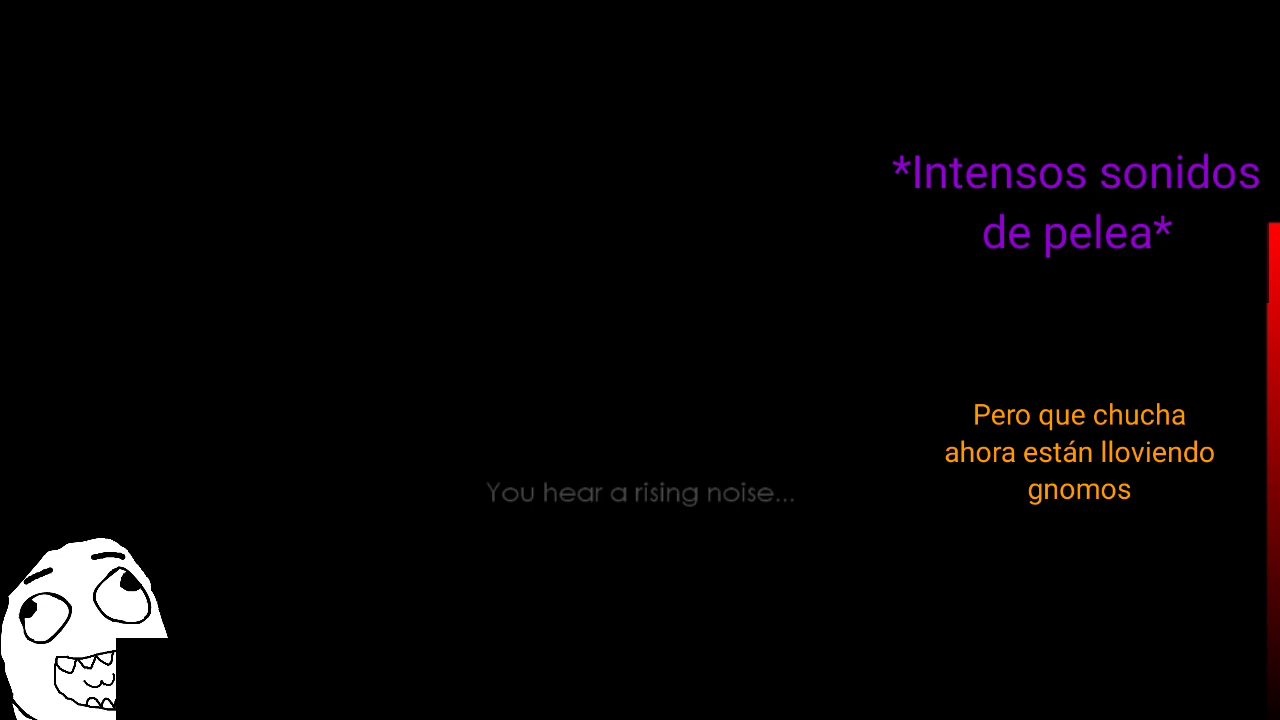 *Intensos sonidos
de pelea*
Pero que chucha
ahora están lloviendo
gnomos
You hear a rising noise...